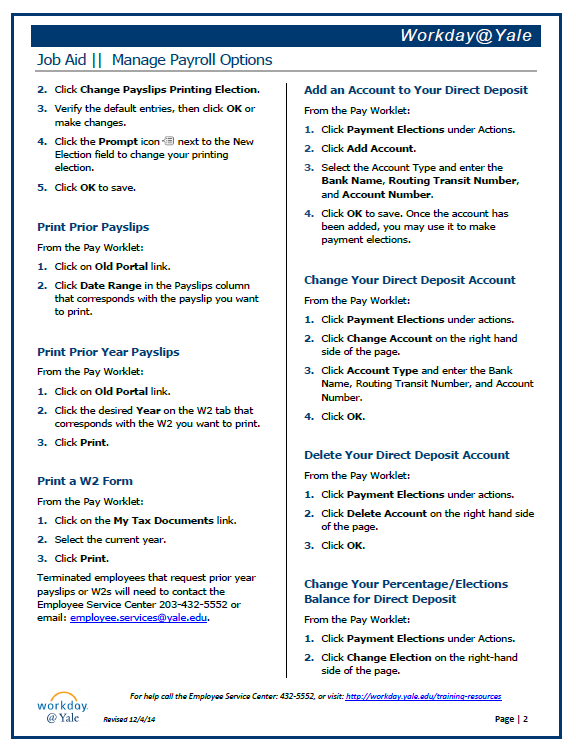 Workday@Yale
Job Aid || Manage Payroll Options
2. Click Change Payslips Printing Election.
3. Verify the default entries, then click OK or
make changes.
4. Click the Prompt icon next to the New
Election field to change your printing
election.
5. Click OK to save.
Print Prior Payslips
From the Pay Worklet:
1. Click on Old Portal link.
2. Click Date Range in the Payslips column
that corresponds with the payslip you want
to print.
Print Prior Year Payslips
From the Pay Worklet:
1. Click on Old Portal link.
2. Click the desired Year on the W2 tab that
corresponds with the W2 you want to print.
3. Click Print.
Print a W2 Form
From the Pay Worklet:
1. Click on the My Tax Documents link.
2. Select the current year.
3. Click Print.
Terminated employees that request prior year
payslips or W2s will need to contact the
Employee Service Center 203-432-5552 or
email: employee.services@yale.edu.
Add an Account to Your Direct Deposit
From the Pay Worklet:
1. Click Payment Elections under Actions.
2. Click Add Account.
3. Select the Account Type and enter the
Bank Name, Routing Transit Number,
and Account Number.
4. Click OK to save. Once the account has
been added, you may use it to make
payment elections.
Change Your Direct Deposit Account
From the Pay Worklet:
1. Click Payment Elections under actions.
2. Click Change Account on the right hand
side of the page.
3. Click Account Type and enter the Bank
Name, Routing Transit Number, and Account
Number.
4. Click OK.
Delete Your Direct Deposit Account
From the Pay Worklet:
1. Click Payment Elections under actions.
2. Click Delete Account on the right hand side
of the page.
3. Click OK.
Change Your Percentage/Elections
Balance for Direct Deposit
From the Pay Worklet:
1. Click Payment Elections under Actions.
2. Click Change Election on the right-hand
side of the page.
For help call the Employee Service Center: 432-5552, or visit: http://workday.yale.edu/training-resources
workday.
@ Yale
Revised 12/4/14
Page | 2